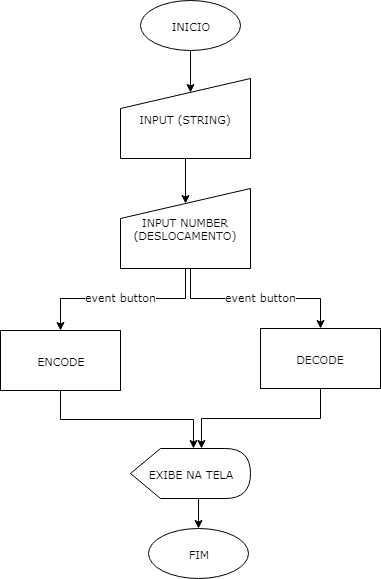 INICIO
INPUT (STRING)
INPUT NUMBER
(DESLOCAMENTO)
event button
event button
ENCODE
DECODE
EXIBE NA TELA
FIM